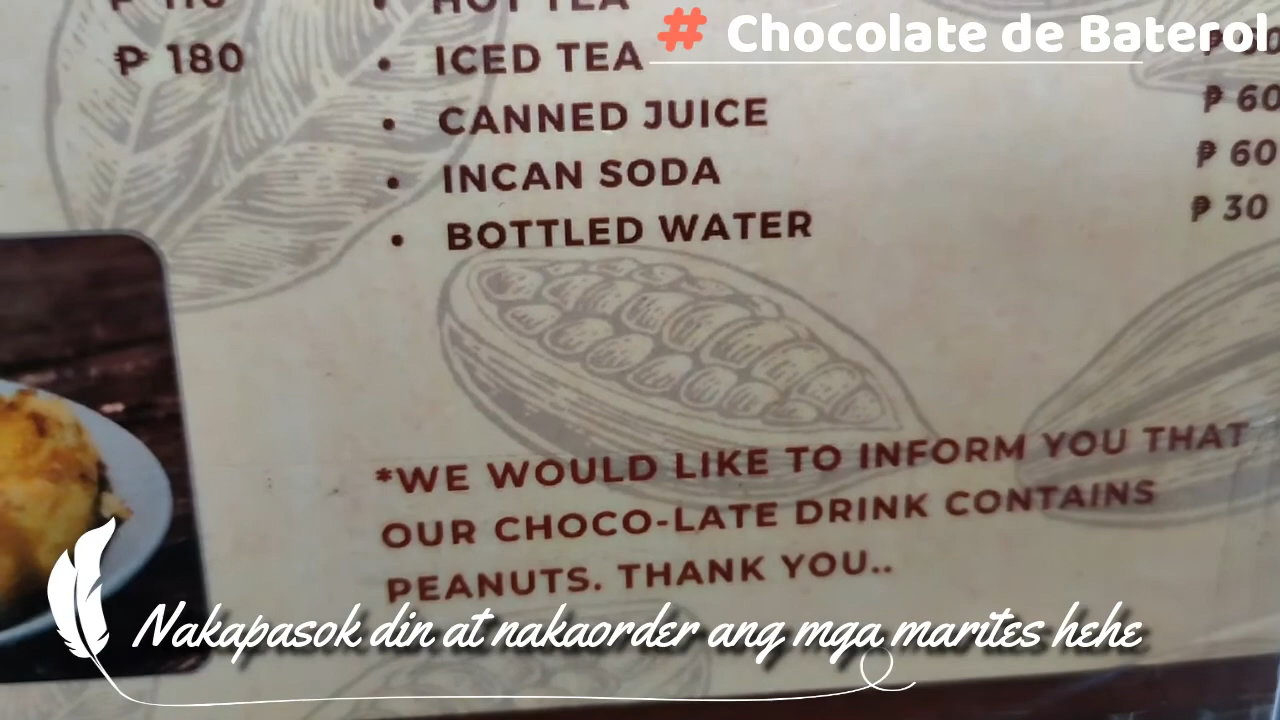 HOT TEA
# Chocolate de Baterol
₱ 180
• ICED TEA
• CANNED JUICE ₱ 60
• INCAN SODA ₱ 60
• BOTTLED WATER ₱ 30
*WE WOULD LIKE TO INFORM YOU THAT
OUR CHOCO-LATE DRINK CONTAINS
PEANUTS. THANK YOU..
Nakapasok din at nakaorder ang mga marites hehe